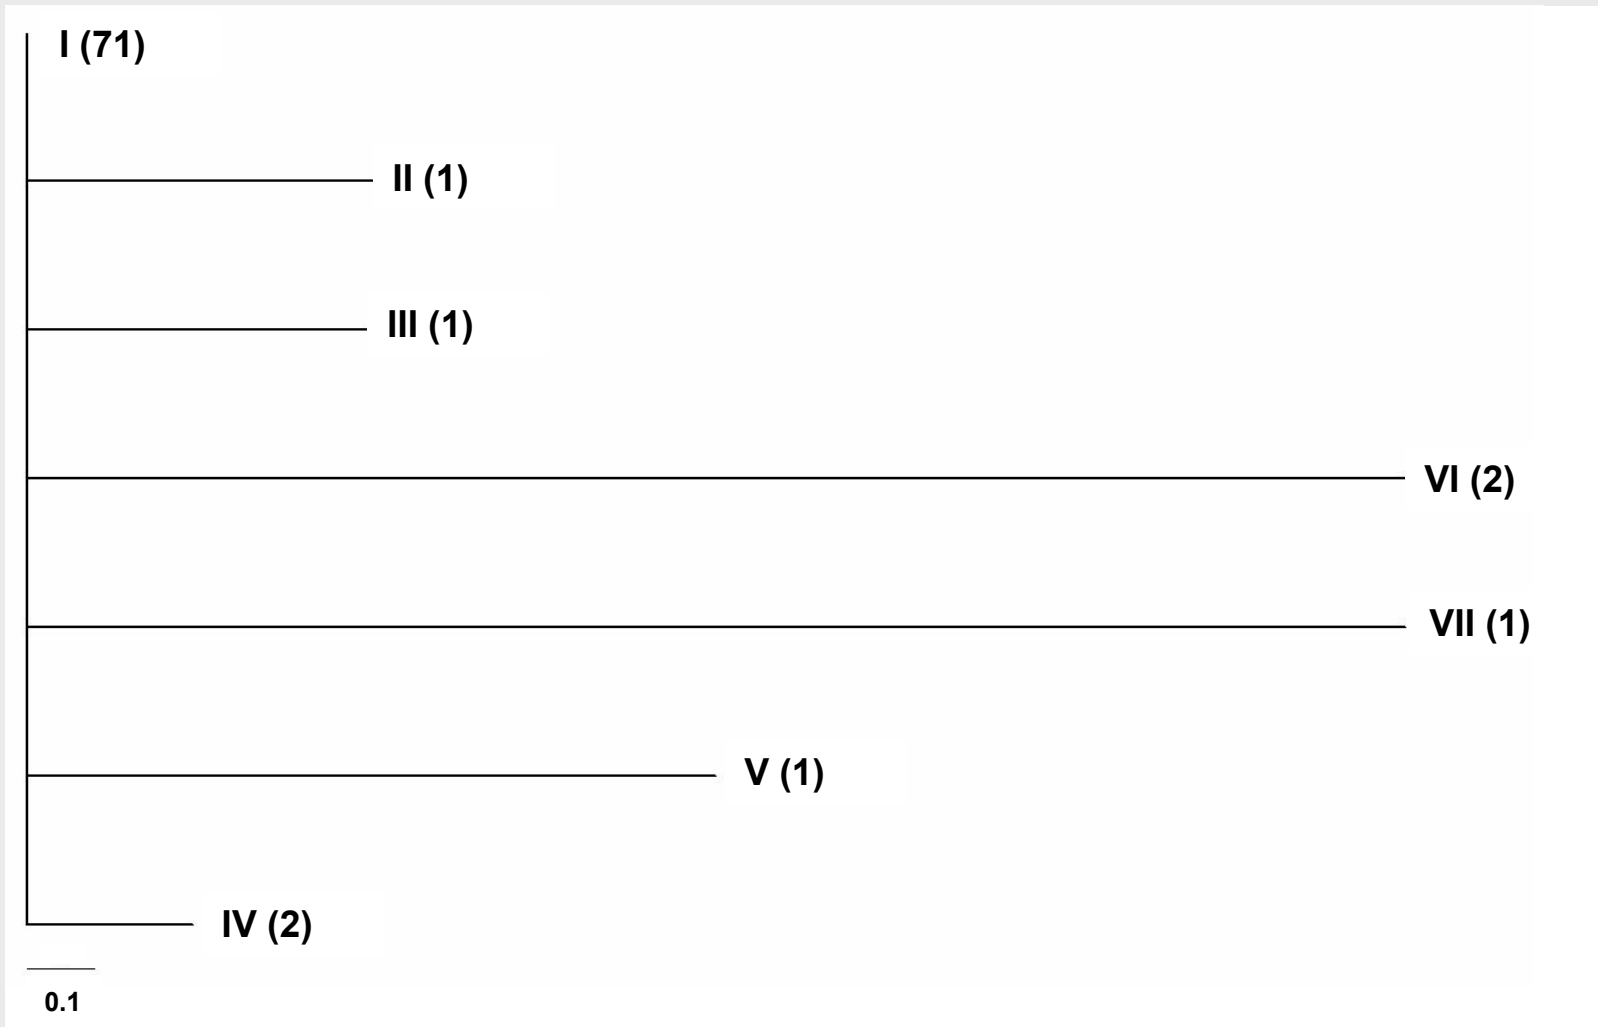 I (71)
II (1)
III (1)
VI (2)
VII (1)
V (1)
IV (2)
0.1